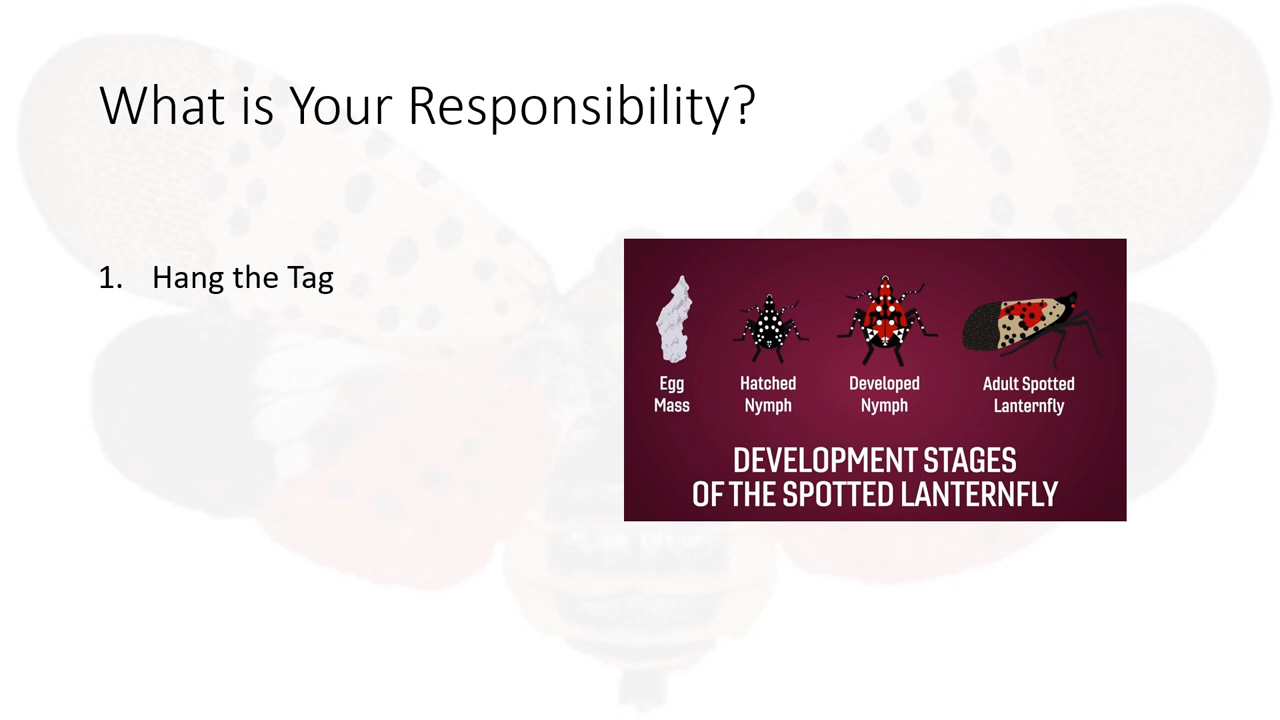 What is Your Responsibility?
1. Hang the Tag
Egg
Mass
Hatched
Nymph
Developed
Nymph
Adult Spotted
Lanternfly
DEVELOPMENT STAGES
OF THE SPOTTED LANTERNFLY